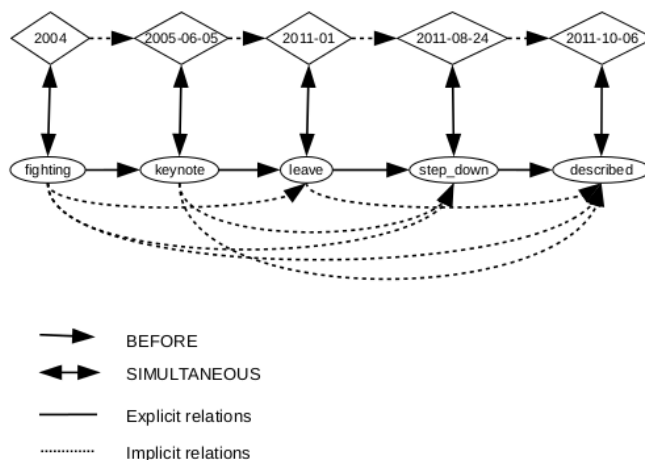 2004 2005-06-05 2011-01 2011-08-24 2011-10-06
fighting keynote leave step_down described
BEFORE
SIMULTANEOUS
Explicit relations
Implicit relations